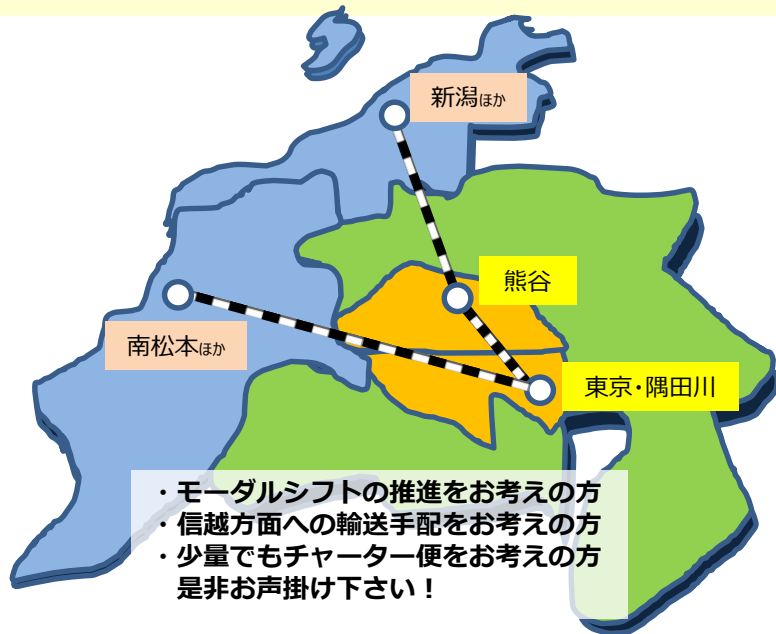 新潟ほか
熊谷
南松本ほか
東京・隅田川
・モーダルシフトの推進をお考えの方
・信越方面への輸送手配をお考えの方
・少量でもチャーター便をお考えの方
是非お声掛け下さい！